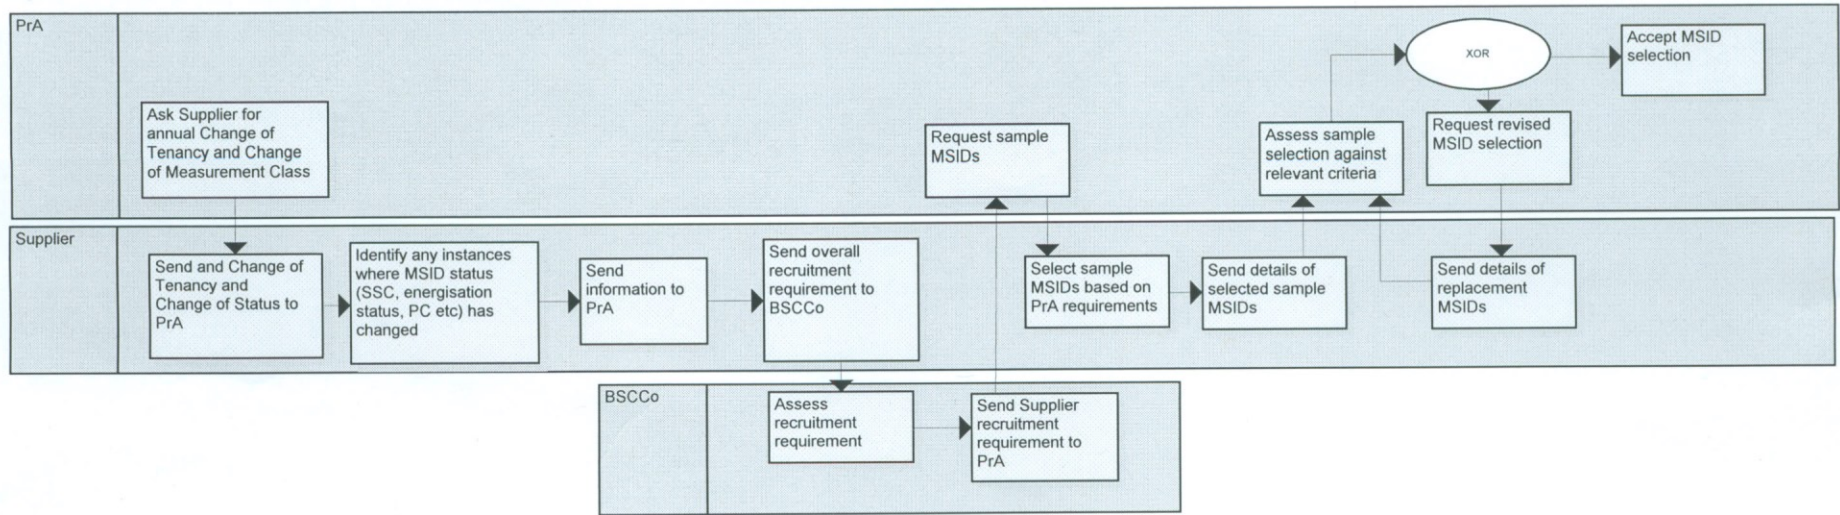 PrA
XOR
Accept MSID
selection
Ask Supplier for
annual Change of
Tenancy and Change
of Measurement Class
Request sample
MSIDs
Assess sample
selection against
relevant criteria
Request revised
MSID selection
Supplier
Send and Change of
Tenancy and
Change of Status to
PrA
Identify any instances
where MSID status
(SSC, energisation
status, PC etc) has
changed
Send
information to
PrA
Send overall
recruitment
requirement to
BSCCo
Select sample
MSIDs based on
PrA requirements
Send details of
selected sample
MSIDs
Send details of
replacement
MSIDs
BSCCo
Assess
recruitment
requirement
Send Supplier
recruitment
requirement to
PrA